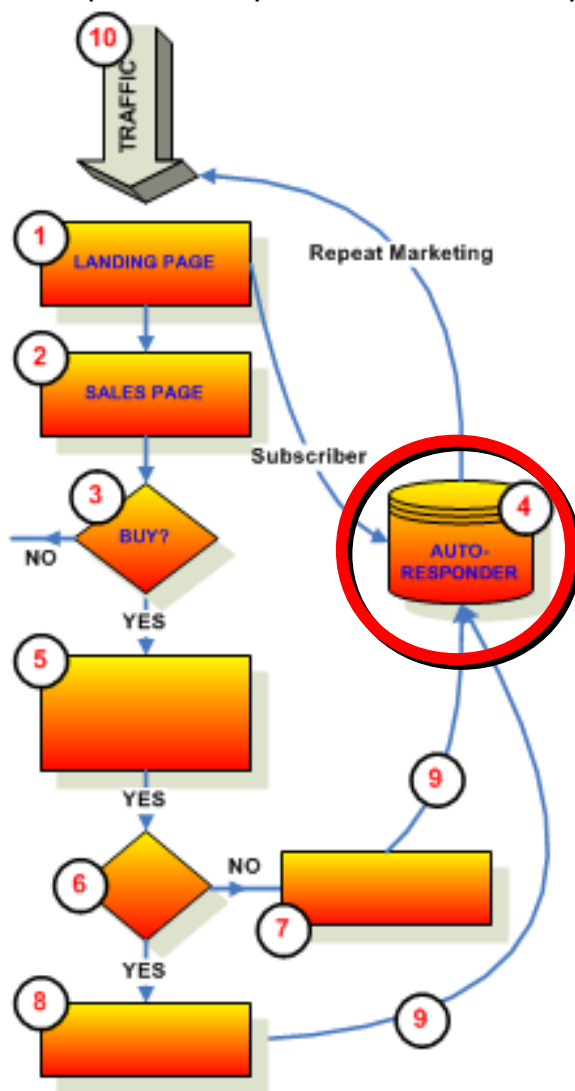 10
TRAFFIC
1
LANDING PAGE
Repeat Marketing
2
SALES PAGE
Subscriber
3
BUY?
NO
4
AUTO-
RESPONDER
YES
5
YES
9
6
NO
7
YES
8
9